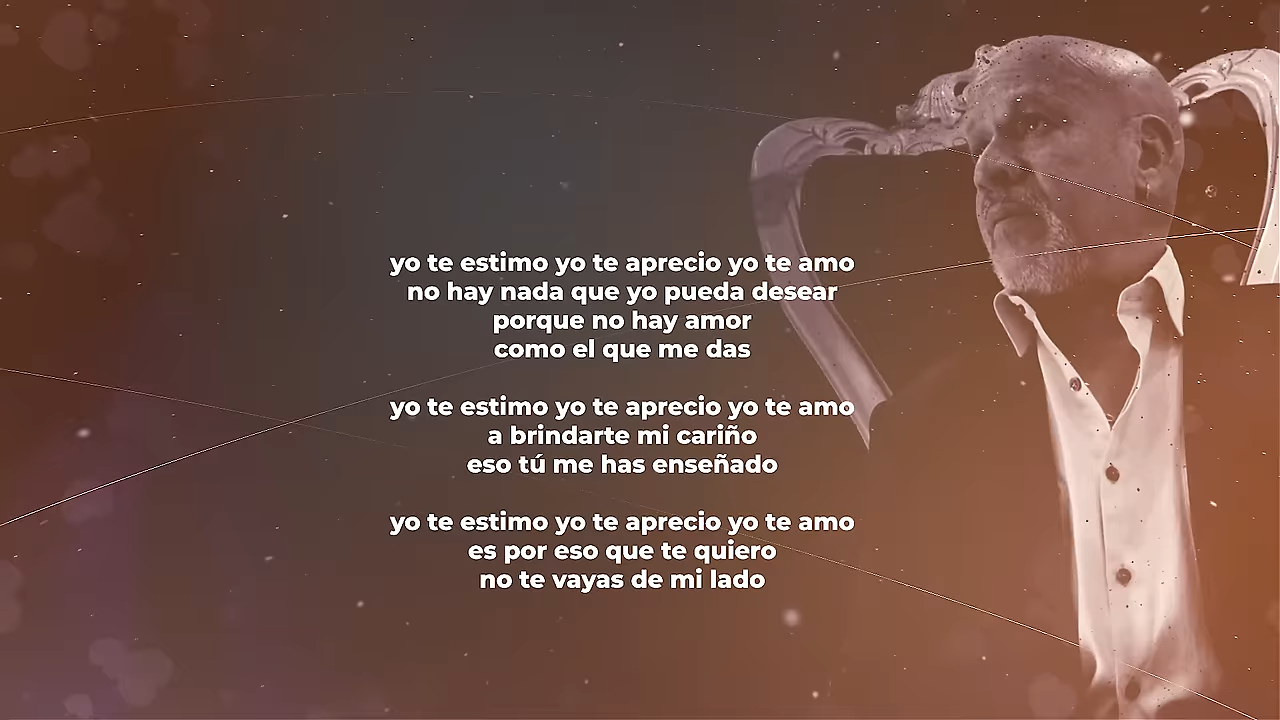 yo te estimo yo te aprecio yo te amo
no hay nada que yo pueda desear
porque no hay amor
como el que me das
yo te estimo yo te aprecio yo te amo
a brindarte mi cariño
eso tú me has enseñado
yo te estimo yo te aprecio yo te amo
es por eso que te quiero
no te vayas de mi lado